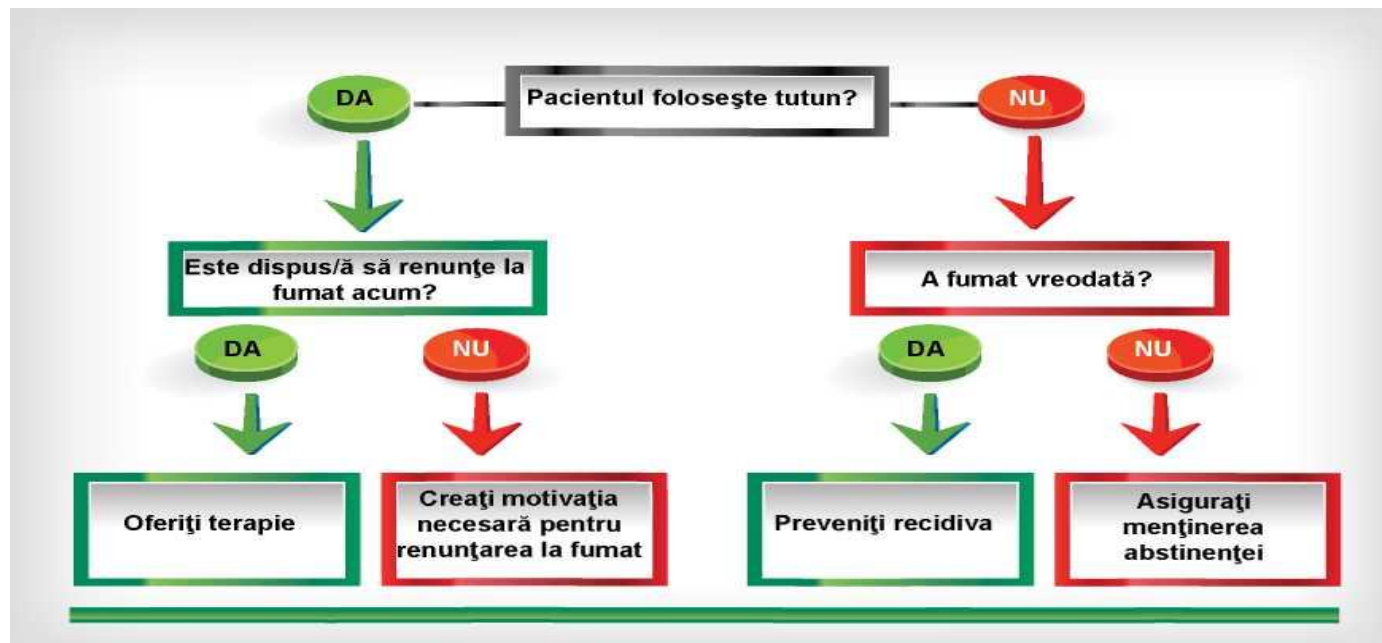 DA
Pacientul foloseşte tutun?
NU
Este dispus/ă să renunţe la
fumat acum?
A fumat vreodată?
DA
NU
DA
NU
Oferiţi terapie
Creaţi motivaţia
necesară pentru
renunţarea la fumat
Preveniţi recidiva
Asiguraţi
menţinerea
abstinenţei